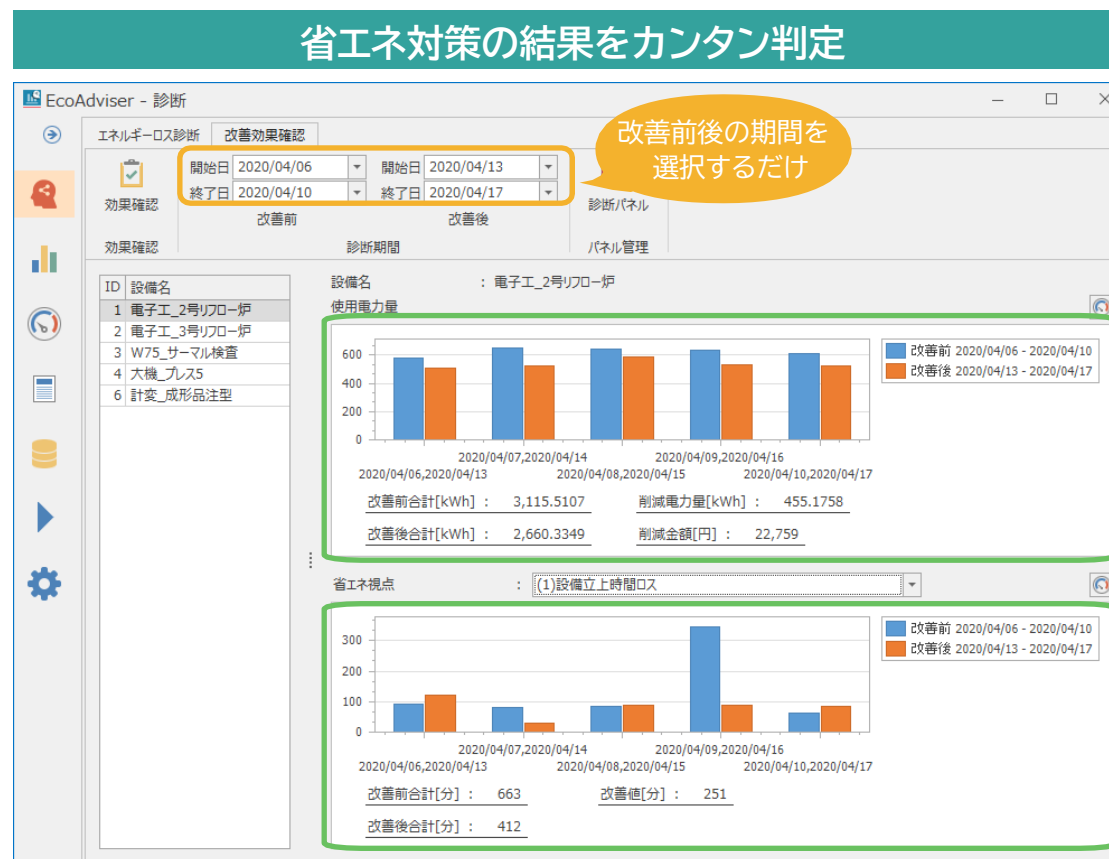 省エネ対策の結果をカンタン判定
EcoAdviser - 診断
エネルギーロス診断 改善効果確認
改善前後の期間を
選択するだけ
開始日 2020/04/06 開始日 2020/04/13
終了日 2020/04/10 終了日 2020/04/17
効果確認 改善前 改善後 診断パネル
効果確認 診断期間 パネル管理
ID 設備名
1 電子工_2号リフロー炉
2 電子工_3号リフロー炉
3 W75_サーマル検査
4 大機_プレス5
6 計変_成形品注型
設備名 : 電子工_2号リフロー炉
使用電力量
600
400
200
0
改善前 2020/04/06 - 2020/04/10
改善後 2020/04/13 - 2020/04/17
2020/04/07,2020/04/14 2020/04/09,2020/04/16
2020/04/06,2020/04/13 2020/04/08,2020/04/15 2020/04/10,2020/04/17
改善前合計[kWh] : 3,115.5107 削減電力量[kWh] : 455.1758
改善後合計[kWh] : 2,660.3349 削減金額[円] : 22,759
省エネ視点 : (1)設備立上時間ロス
300
200
100
0
改善前 2020/04/06 - 2020/04/10
改善後 2020/04/13 - 2020/04/17
2020/04/07,2020/04/14 2020/04/09,2020/04/16
2020/04/06,2020/04/13 2020/04/08,2020/04/15 2020/04/10,2020/04/17
改善前合計[分] : 663 改善値[分] : 251
改善後合計[分] : 412